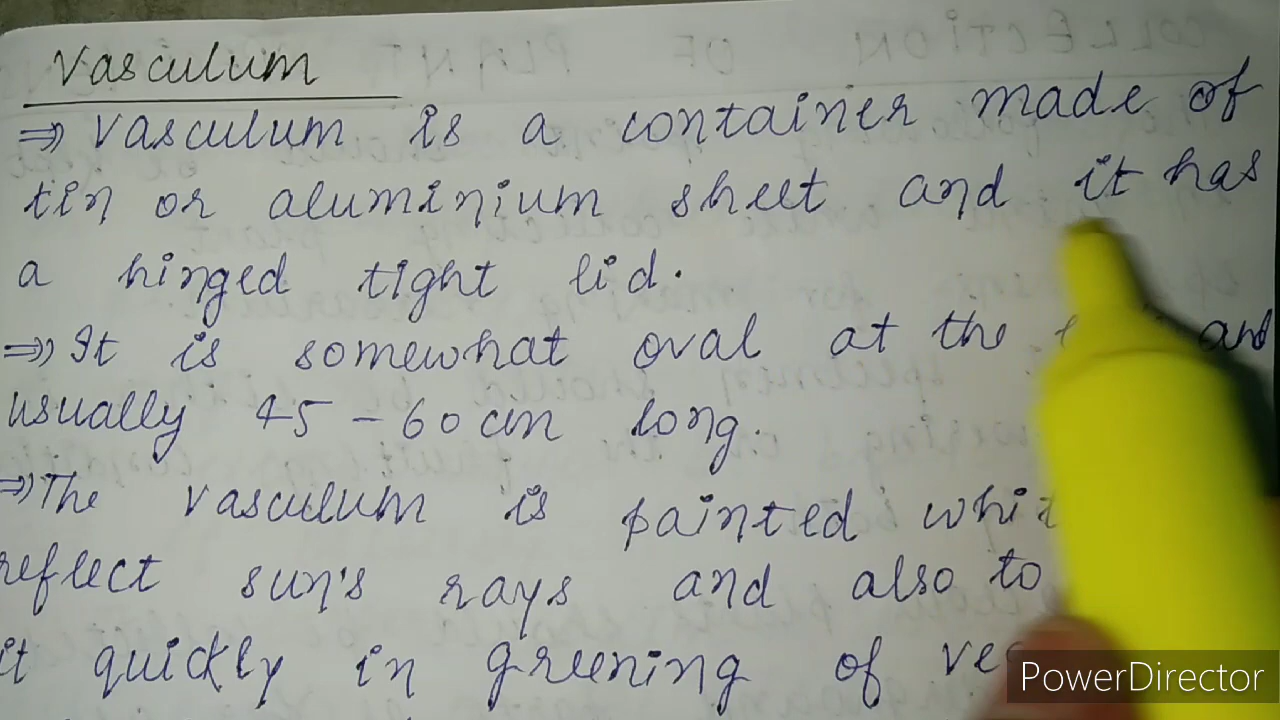 Vasculum
⇒ Vasculum is a container made of
tin or aluminium sheet and it has
a hinged tight lid.
⇒ It is somewhat oval at the and
usually 45-60 cm long.
⇒ The vasculum is painted
reflect sun's rays and also to
it quickly in greening of
PowerDirector